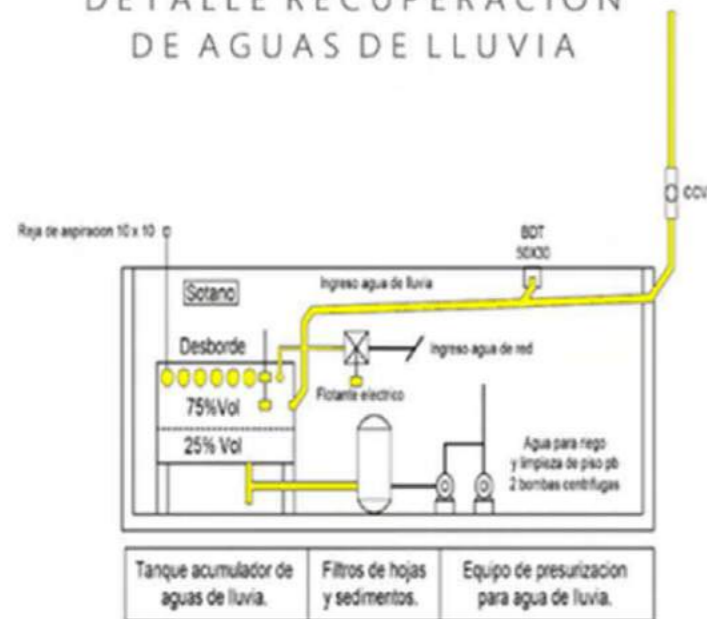 DETALLE RECUPERACION
DE AGUAS DE LLUVIA
CCV
Reja de aspiracion 10 x 10
BDT
50X30
Sotano
Ingreso agua de lluvia
Desborde
Ingreso agua de red
Flotante electrico
75%Vol
25% Vol
Agua para riego
y limpieza de piso pb
2 bombas centrifugas
Tanque acumulador de
aguas de lluvia.
Filtros de hojas
y sedimentos.
Equipo de presurizacion
para agua de lluvia.